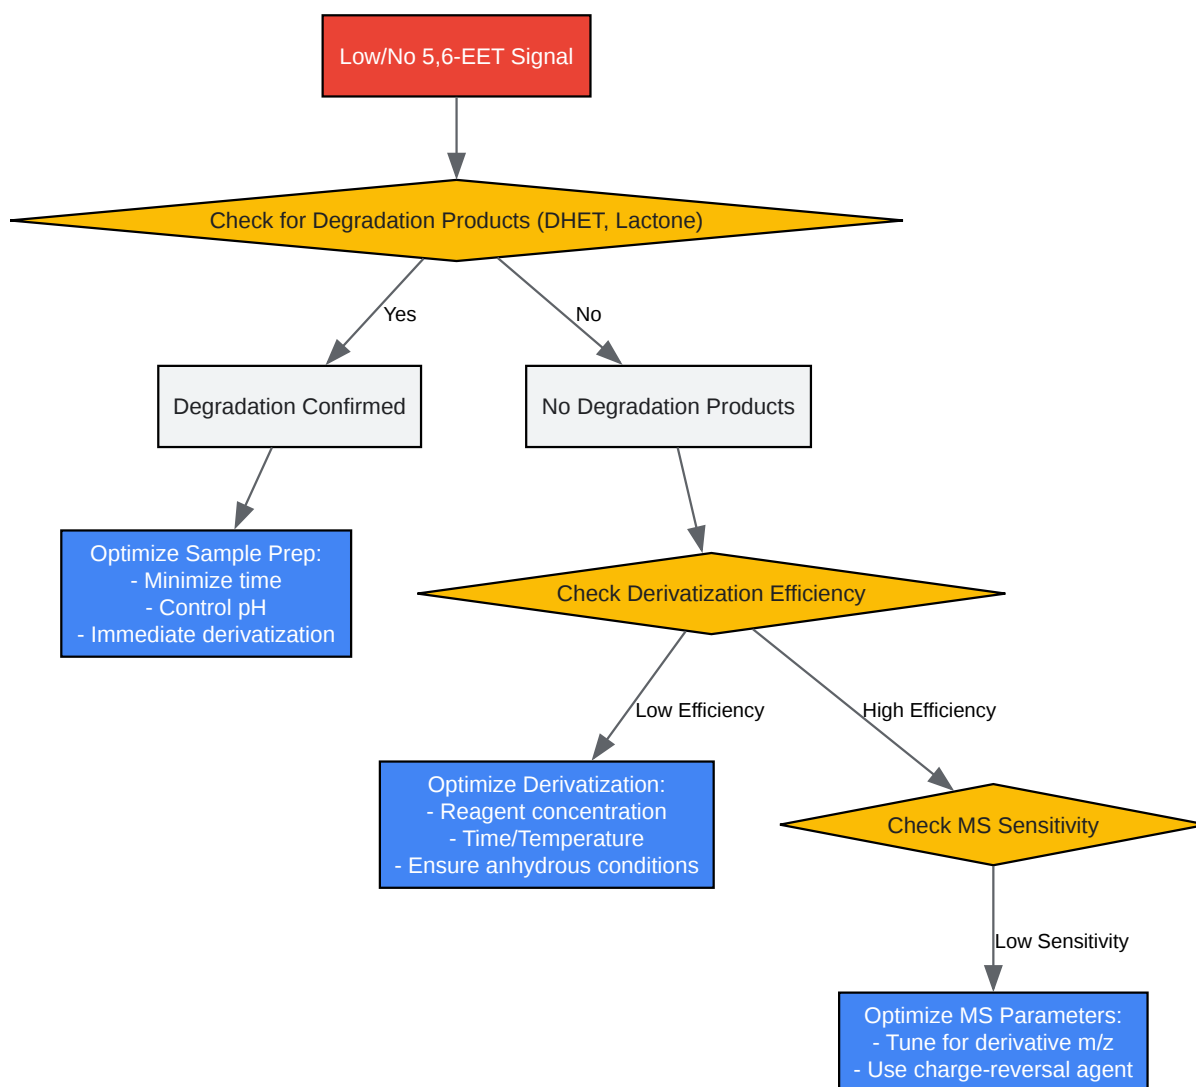 Low/No 5,6-EET Signal
Check for Degradation Products (DHET, Lactone)
Yes
No
Degradation Confirmed
No Degradation Products
Optimize Sample Prep:
- Minimize time
- Control pH
- Immediate derivatization
Check Derivatization Efficiency
Low Efficiency
High Efficiency
Optimize Derivatization:
- Reagent concentration
- Time/Temperature
- Ensure anhydrous conditions
Check MS Sensitivity
Low Sensitivity
Optimize MS Parameters:
- Tune for derivative m/z
- Use charge-reversal agent